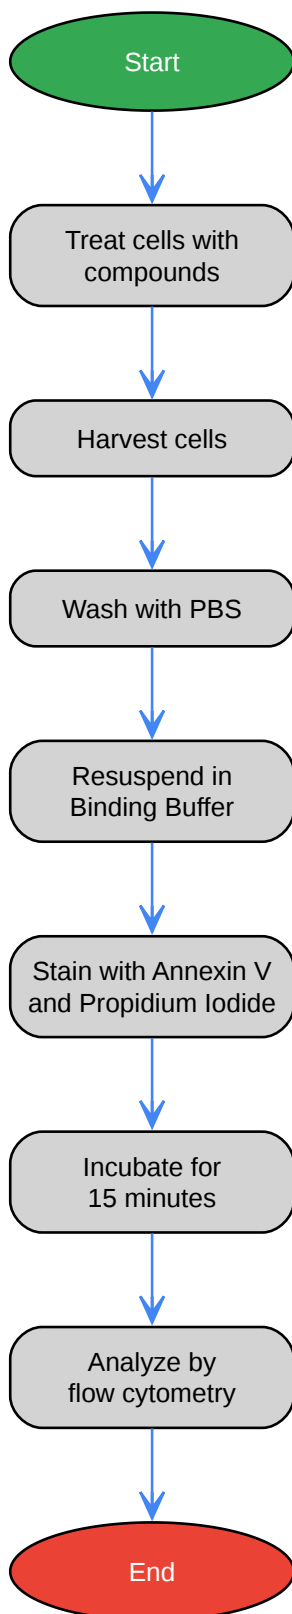 Start
Treat cells with
compounds
Harvest cells
Wash with PBS
Resuspend in
Binding Buffer
Stain with Annexin V
and Propidium Iodide
Incubate for
15 minutes
Analyze by
flow cytometry
End